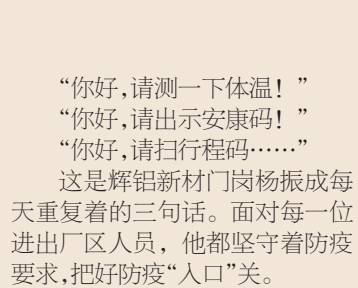 “你好,请测一下体温！”
“你好,请出示安康码！”
“你好,请扫行程码……”
这是辉铝新材门岗杨振成每
天重复着的三句话。面对每一位
进出厂区人员，他都坚守着防疫
要求,把好防疫“入口”关。